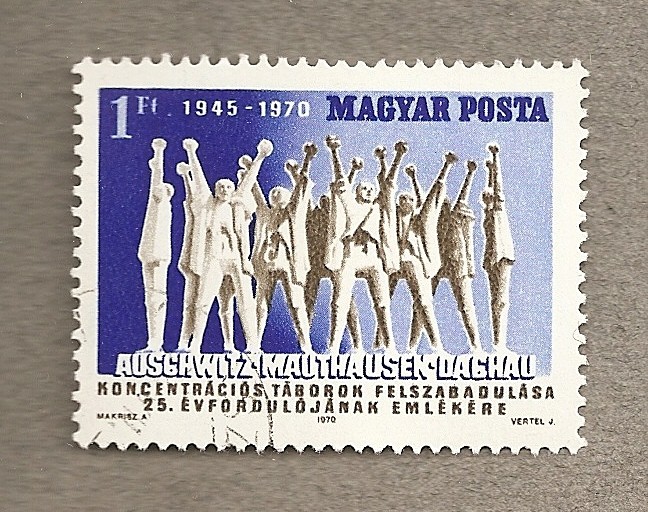 1 Ft. 1945-1970 MAGYAR POSTA
AUSCHWITZ·MAUTHAUSEN·DACHAU
KONCENTRÁCIÓS TÁBOROK FELSZABADULÁSA
25. ÉVFORDULÓJÁNAK EMLÉKÉRE
MAKRISZ A. 1970 VERTEL J.